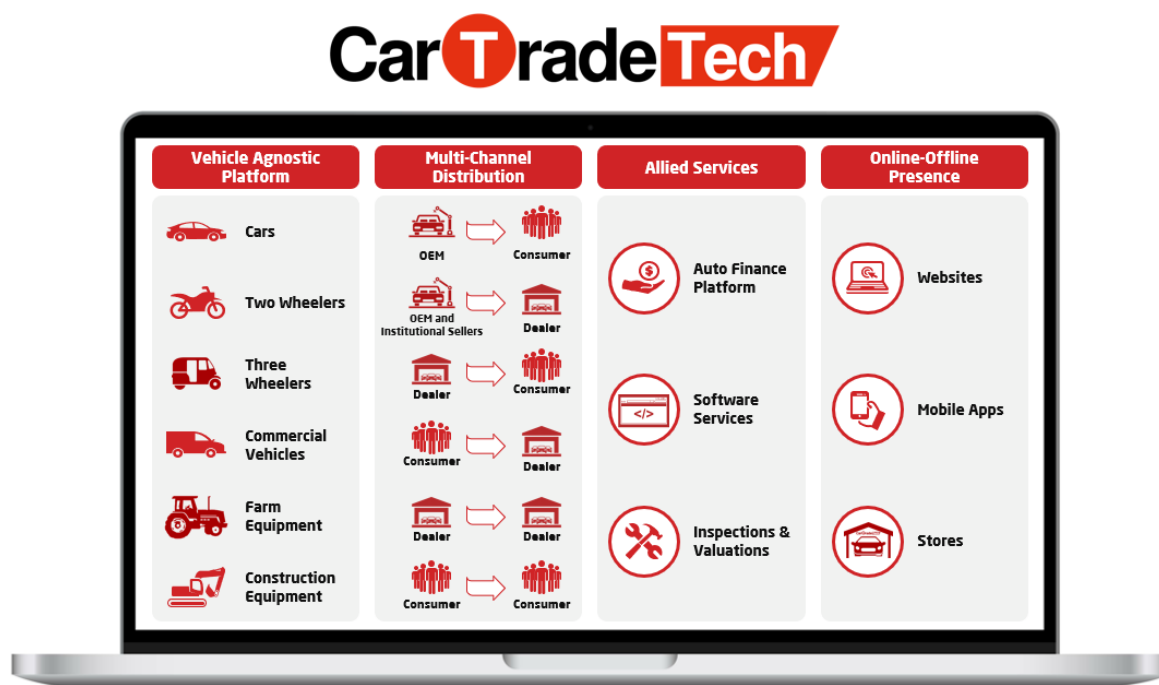 CarTradeTech
Vehicle Agnostic
Platform
Cars
Two Wheelers
Three
Wheelers
Commercial
Vehicles
Farm
Equipment
Construction
Equipment
Multi-Channel
Distribution
OEM
Consumer
OEM and
Institutional Sellers
Dealer
Dealer
Consumer
Consumer
Dealer
Dealer
Dealer
Consumer
Consumer
Allied Services
$
Auto Finance
Platform
</>
Software
Services
Inspections &
Valuations
Online-Offline
Presence
Websites
Mobile Apps
Stores